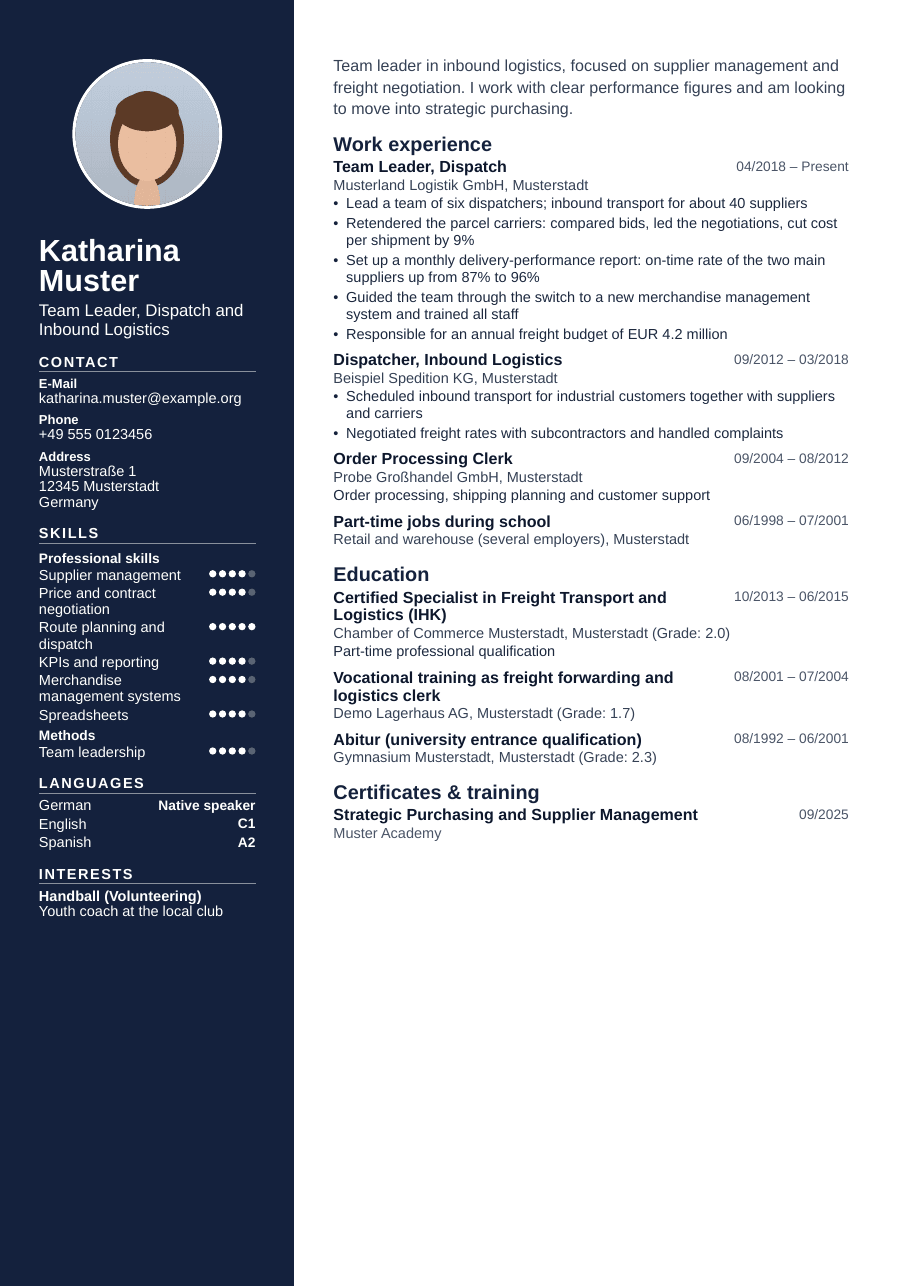 Katharina
Muster
Team Leader, Dispatch and
Inbound Logistics
CONTACT
E-Mail
katharina.muster@example.org
Phone
+49 555 0123456
Address
Musterstraße 1
12345 Musterstadt
Germany
SKILLS
Professional skills
Supplier management
Price and contract
negotiation
Route planning and
dispatch
KPIs and reporting
Merchandise
management systems
Spreadsheets
Methods
Team leadership
LANGUAGES
German Native speaker
English C1
Spanish A2
INTERESTS
Handball (Volunteering)
Youth coach at the local club
Team leader in inbound logistics, focused on supplier management and
freight negotiation. I work with clear performance figures and am looking
to move into strategic purchasing.
Work experience
Team Leader, Dispatch 04/2018 – Present
Musterland Logistik GmbH, Musterstadt
• Lead a team of six dispatchers; inbound transport for about 40 suppliers
• Retendered the parcel carriers: compared bids, led the negotiations, cut cost
per shipment by 9%
• Set up a monthly delivery-performance report: on-time rate of the two main
suppliers up from 87% to 96%
• Guided the team through the switch to a new merchandise management
system and trained all staff
• Responsible for an annual freight budget of EUR 4.2 million
Dispatcher, Inbound Logistics 09/2012 – 03/2018
Beispiel Spedition KG, Musterstadt
• Scheduled inbound transport for industrial customers together with suppliers
and carriers
• Negotiated freight rates with subcontractors and handled complaints
Order Processing Clerk 09/2004 – 08/2012
Probe Großhandel GmbH, Musterstadt
Order processing, shipping planning and customer support
Part-time jobs during school 06/1998 – 07/2001
Retail and warehouse (several employers), Musterstadt
Education
Certified Specialist in Freight Transport and 10/2013 – 06/2015
Logistics (IHK)
Chamber of Commerce Musterstadt, Musterstadt (Grade: 2.0)
Part-time professional qualification
Vocational training as freight forwarding and 08/2001 – 07/2004
logistics clerk
Demo Lagerhaus AG, Musterstadt (Grade: 1.7)
Abitur (university entrance qualification) 08/1992 – 06/2001
Gymnasium Musterstadt, Musterstadt (Grade: 2.3)
Certificates & training
Strategic Purchasing and Supplier Management 09/2025
Muster Academy